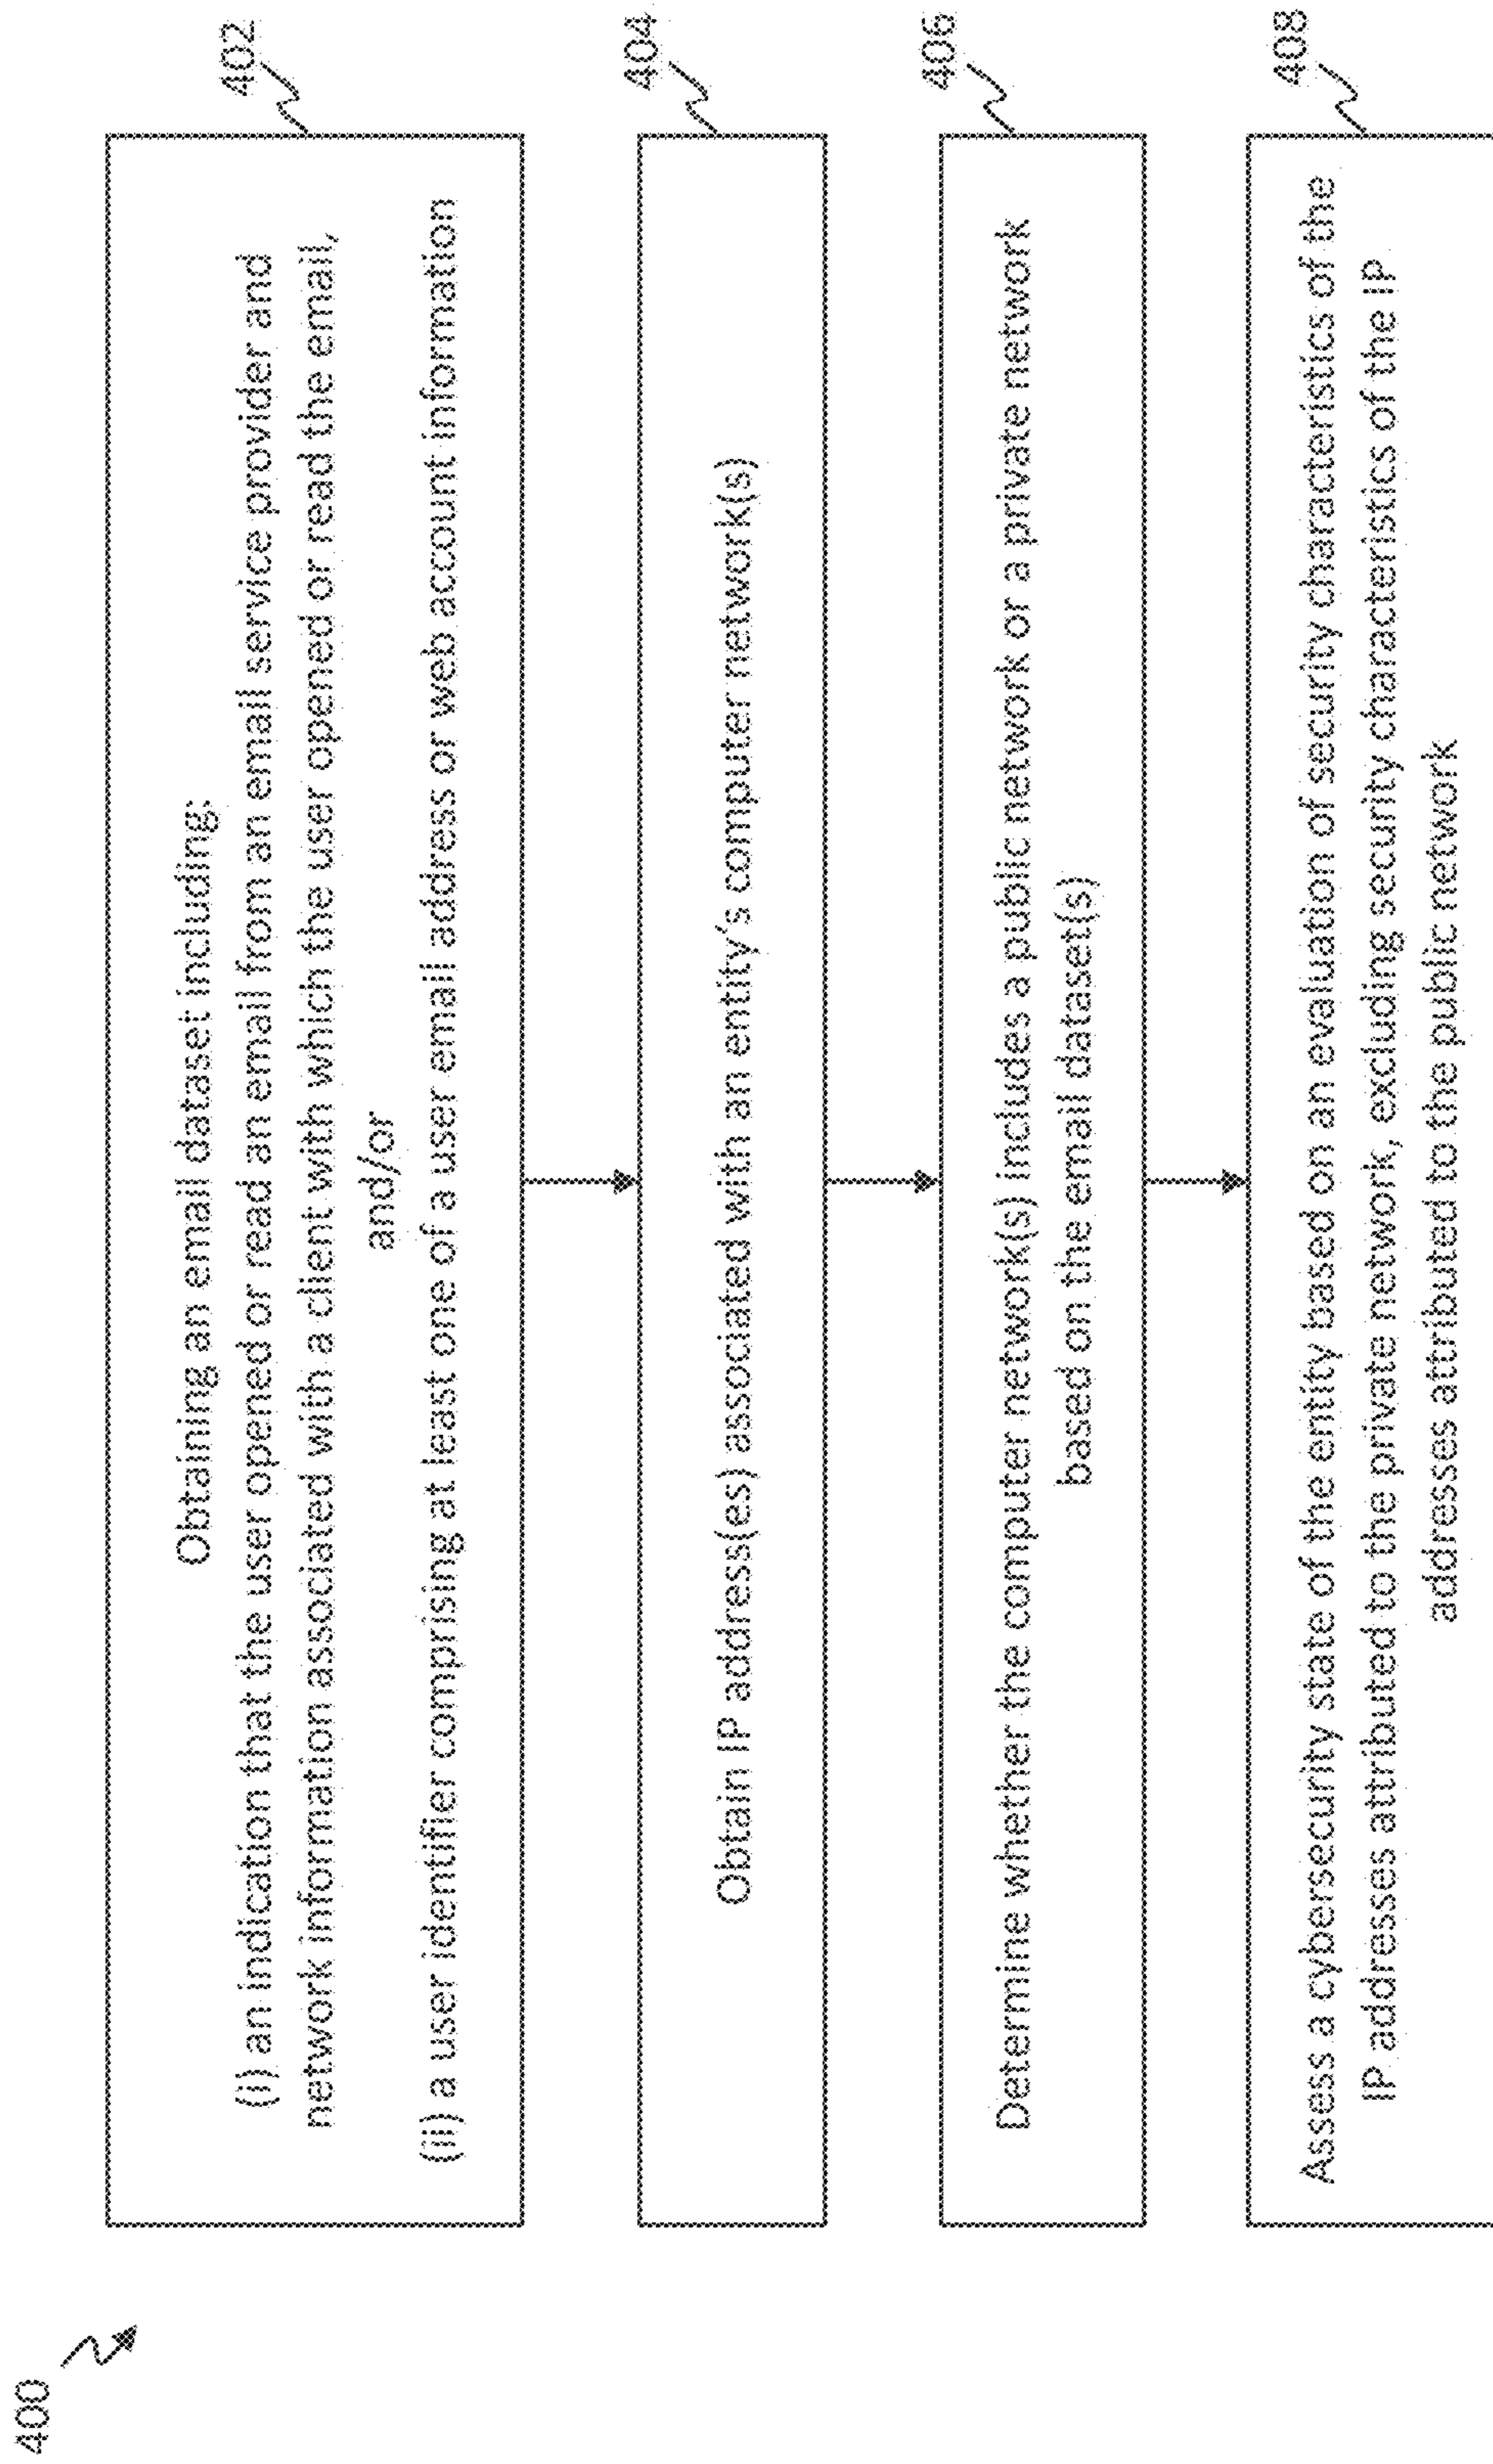 400
402
Obtaining an email dataset including:
(i) an indication that the user opened or read an email from an email service provider and
network information associated with a client with which the user opened or read the email,
and/or
(ii) a user identifier comprising at least one of a user email address or web account information
404
Obtain IP address(es) associated with an entity's computer network(s)
406
Determine whether the computer network(s) includes a public network or a private network
based on the email dataset(s)
408
Assess a cybersecurity state of the entity based on an evaluation of security characteristics of the
IP addresses attributed to the private network, excluding security characteristics of the IP
addresses attributed to the public network